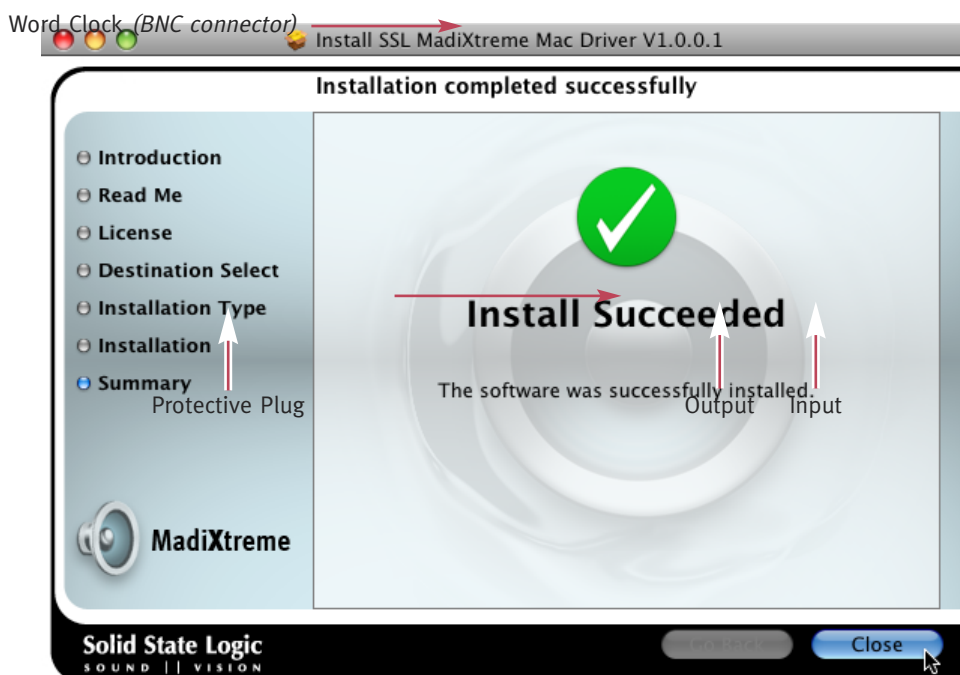 Word Clock (BNC connector)
Install SSL MadiXtreme Mac Driver V1.0.0.1
Installation completed successfully
Introduction
Read Me
License
Destination Select
Installation Type
Installation
Summary
Protective Plug
Install Succeeded
The software was successfully installed.
Output
Input
MadiXtreme
Solid State Logic
SOUND || VISION
Go Back
Close